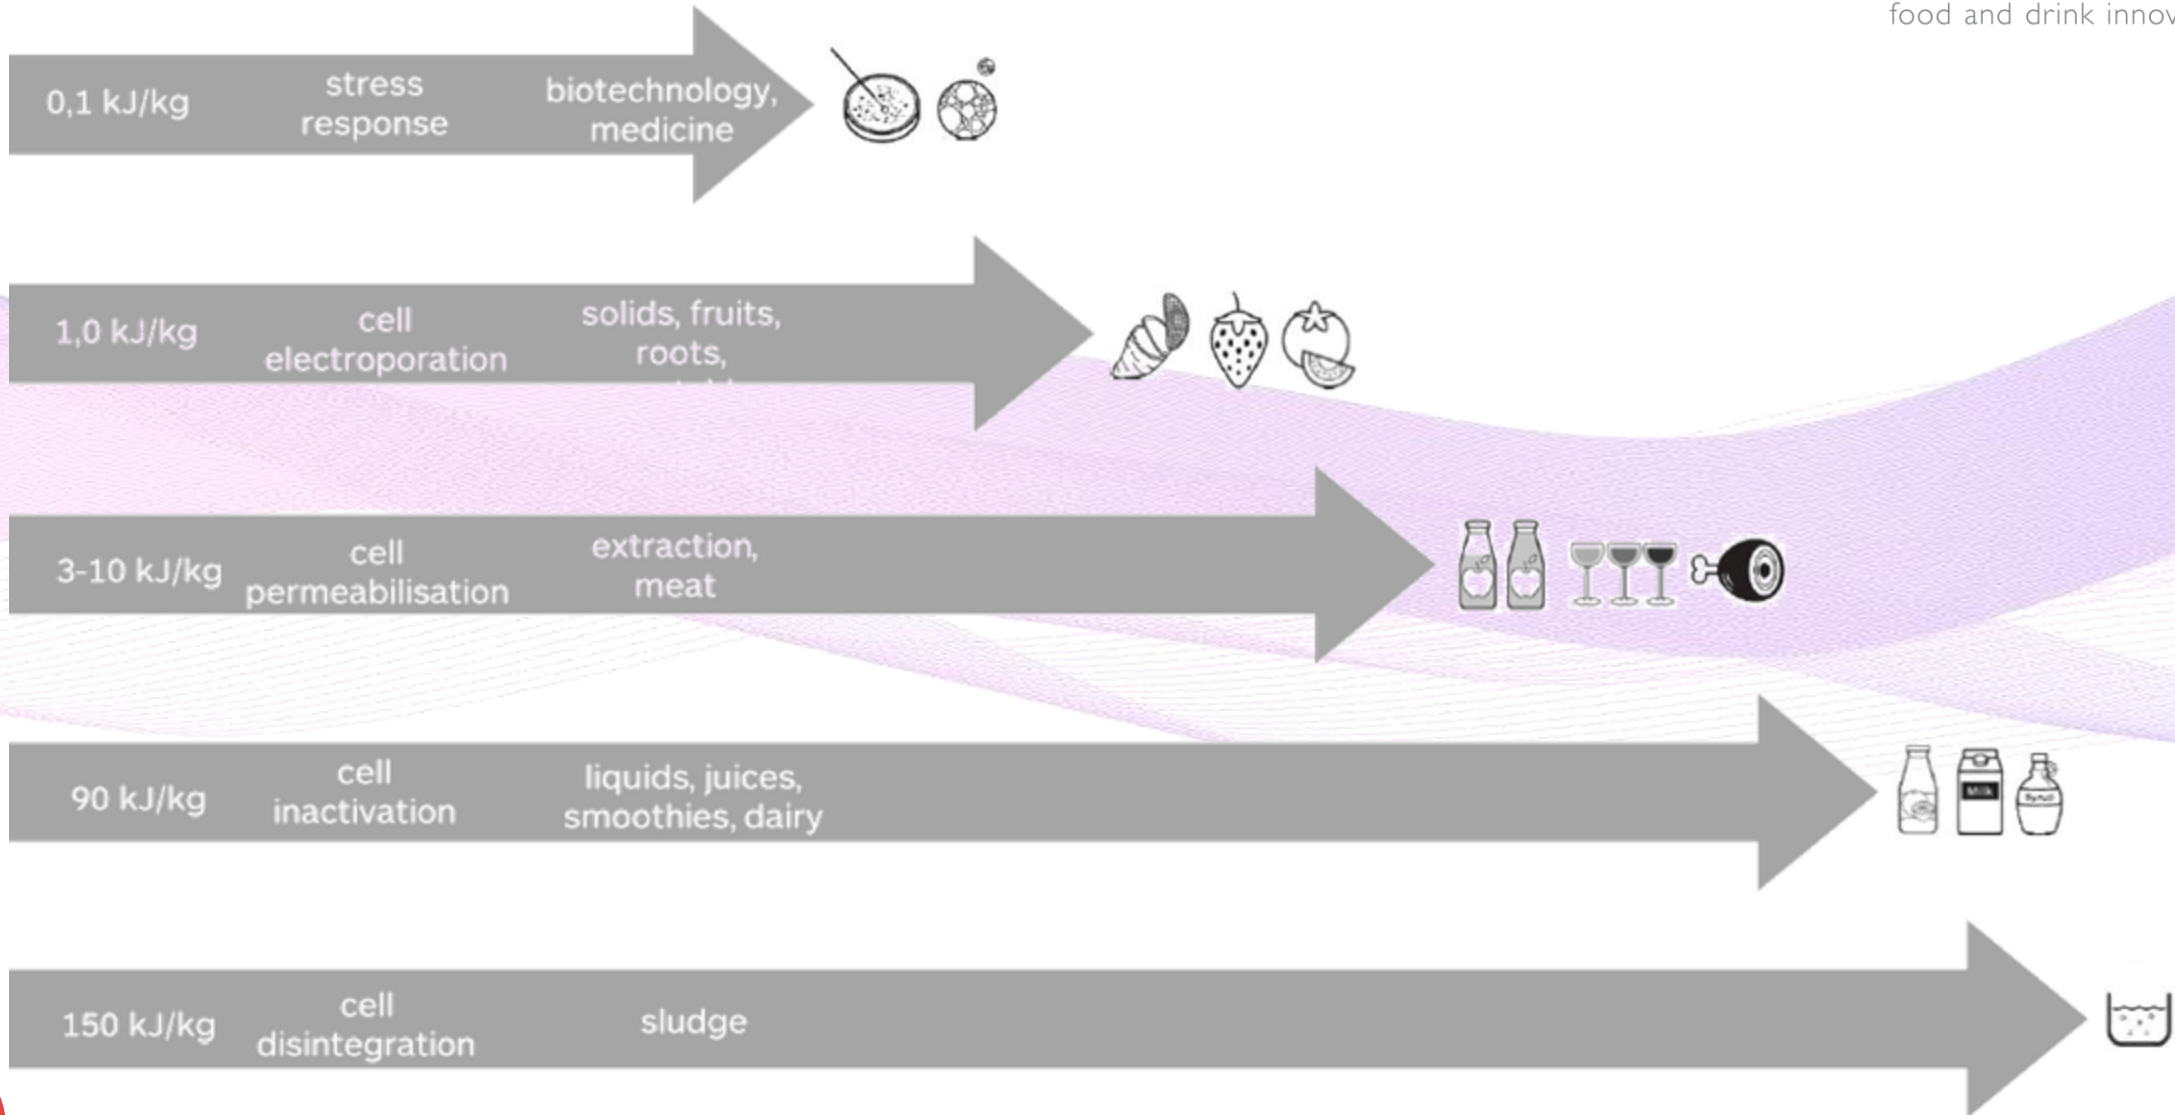 food and drink innov
0,1 kJ/kg
stress
response
biotechnology,
medicine
1,0 kJ/kg
cell
electroporation
solids, fruits,
roots,
3-10 kJ/kg
cell
permeabilisation
extraction,
meat
90 kJ/kg
cell
inactivation
liquids, juices,
smoothies, dairy
Milk
Syrup
150 kJ/kg
cell
disintegration
sludge